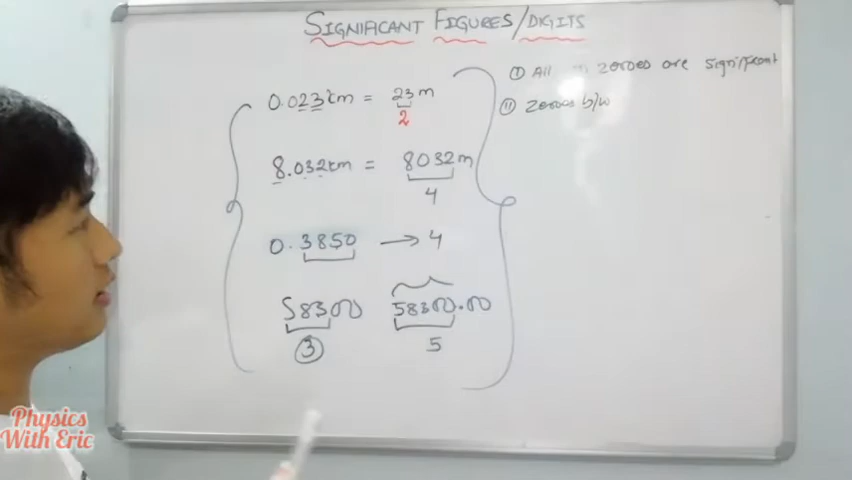 SIGNIFICANT FIGURES/DIGITS
0.023km = 23m
2
8.032km = 8032m
4
0.3850 → 4
58300
3
58300.00
5
① All zeroes are significant
② zeroes b/w
Physics
With Eric